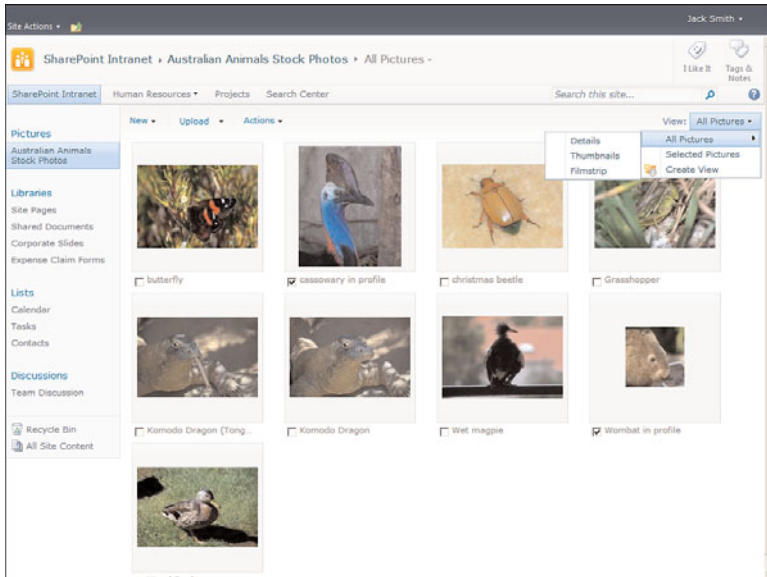 Site Actions
Jack Smith
SharePoint Intranet › Australian Animals Stock Photos › All Pictures
I Like It
Tags & Notes
SharePoint Intranet
Human Resources
Projects
Search Center
Search this site...
New
Upload
Actions
View: All Pictures
All Pictures
Selected Pictures
Create View
Details
Thumbnails
Filmstrip
Pictures
Australian Animals
Stock Photos
Libraries
Site Pages
Shared Documents
Corporate Slides
Expense Claim Forms
Lists
Calendar
Tasks
Contacts
Discussions
Team Discussion
Recycle Bin
All Site Content
butterfly
cassowary in profile
christmas beetle
Grasshopper
Komodo Dragon (Tong...
Komodo Dragon
Wet magpie
Wombat in profile